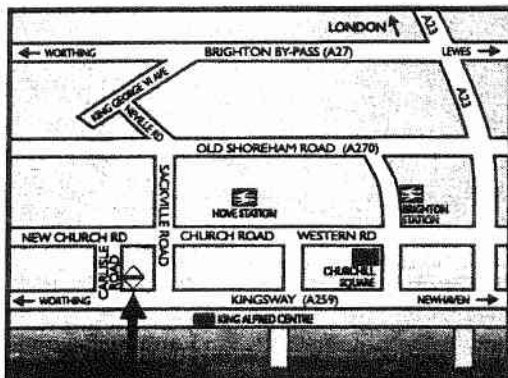 LONDON
A23
WORTHING
BRIGHTON BY-PASS (A27)
LEWES
KING GEORGE VI AVE
NEVILLE RD
A23
OLD SHOREHAM ROAD (A270)
SACKVILLE ROAD
HOVE STATION
BRIGHTON
STATION
NEW CHURCH RD
CHURCH ROAD
WESTERN RD
CARLISLE
ROAD
CHURCHILL
SQUARE
WORTHING
KINGSWAY (A259)
NEWHAVEN
KING ALFRED CENTRE